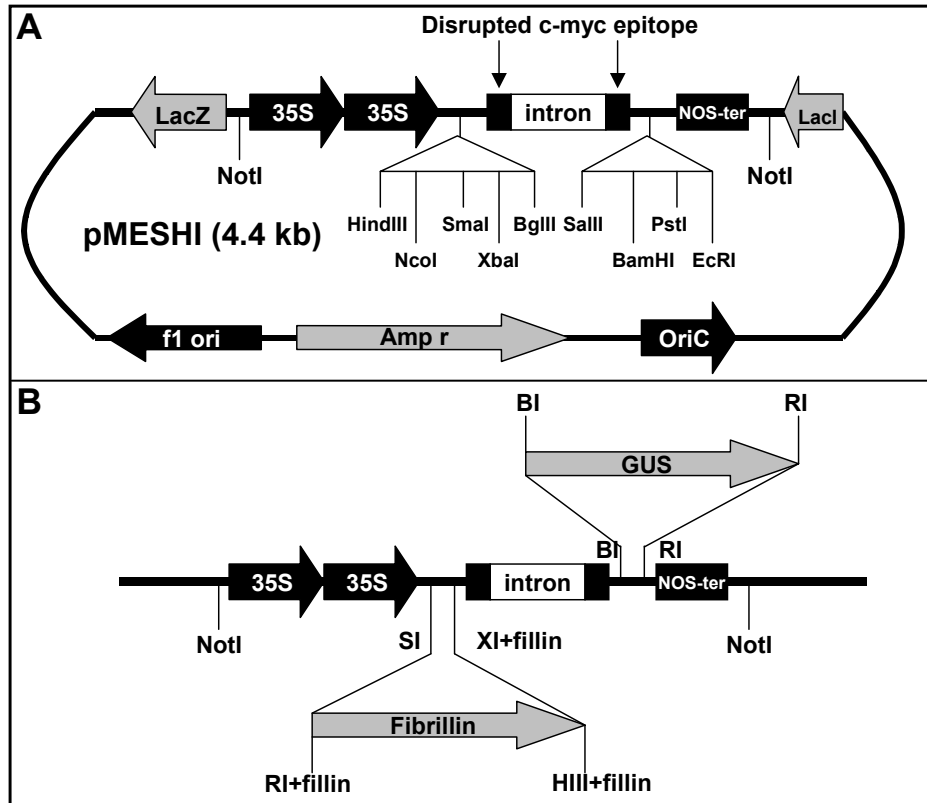 A
Disrupted c-myc epitope
LacZ
35S
35S
intron
NOS-ter
LacI
NotI
NotI
HindIII
SmaI
BglII
SalII
PstI
NcoI
XbaI
BamHI
EcRI
pMESHI (4.4 kb)
f1 ori
Amp r
OriC
B
BI
RI
GUS
BI
RI
35S
35S
intron
NOS-ter
NotI
SI
XI+fillin
NotI
Fibrillin
RI+fillin
HIII+fillin